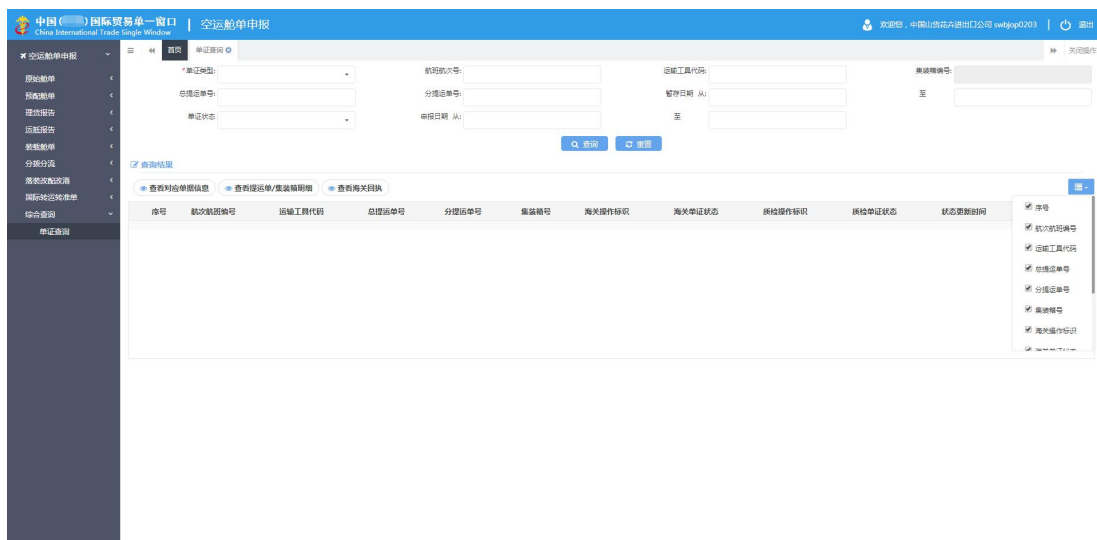 中国( )国际贸易单一窗口 | 空运舱单申报
China International Trade Single Window
欢迎您，中国山货花卉进出口公司 swbjop0203 | 退出
空运舱单申报
原始舱单
预配舱单
理货报告
运抵报告
装载舱单
分拨分流
落装改配改港
国际转运转准单
综合查询
单证查询
首页 单证查询 关闭操作
*单证类型: 航班航次号: 运输工具代码: 集装箱编号:
总提运单号: 分提运单号: 暂存日期 从: 至
单证状态 申报日期 从: 至
查询 重置
查询结果
查看对应单据信息 查看提运单/集装箱明细 查看海关回执
序号 航次航班编号 运输工具代码 总提运单号 分提运单号 集装箱号 海关操作标识 海关单证状态 质检操作标识 质检单证状态 状态更新时间
序号
航次航班编号
运输工具代码
总提运单号
分提运单号
集装箱号
海关操作标识